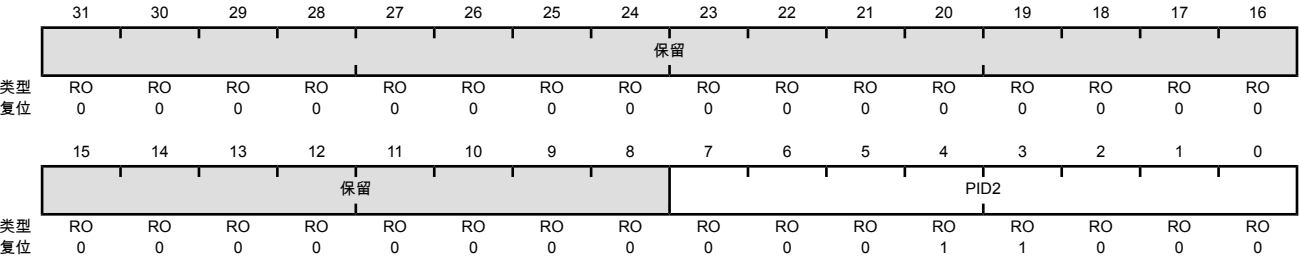 31 30 29 28 27 26 25 24 23 22 21 20 19 18 17 16
保留
类型 RO RO RO RO RO RO RO RO RO RO RO RO RO RO RO RO
复位 0 0 0 0 0 0 0 0 0 0 0 0 0 0 0 0
15 14 13 12 11 10 9 8 7 6 5 4 3 2 1 0
保留 PID2
类型 RO RO RO RO RO RO RO RO RO RO RO RO RO RO RO RO
复位 0 0 0 0 0 0 0 0 0 0 0 1 1 0 0 0